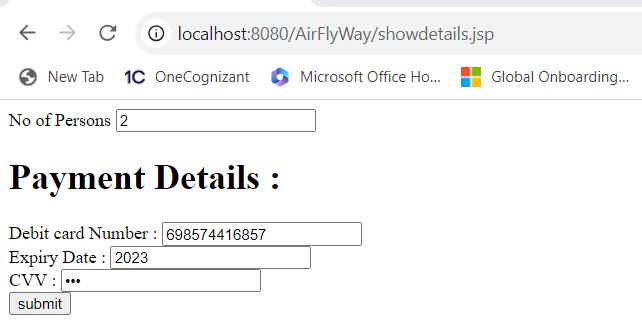 localhost:8080/AirFlyWay/showdetails.jsp
New Tab 1C OneCognizant Microsoft Office Ho... Global Onboarding...
No of Persons 2
Payment Details :
Debit card Number : 698574416857
Expiry Date : 2023
CVV : •••
submit